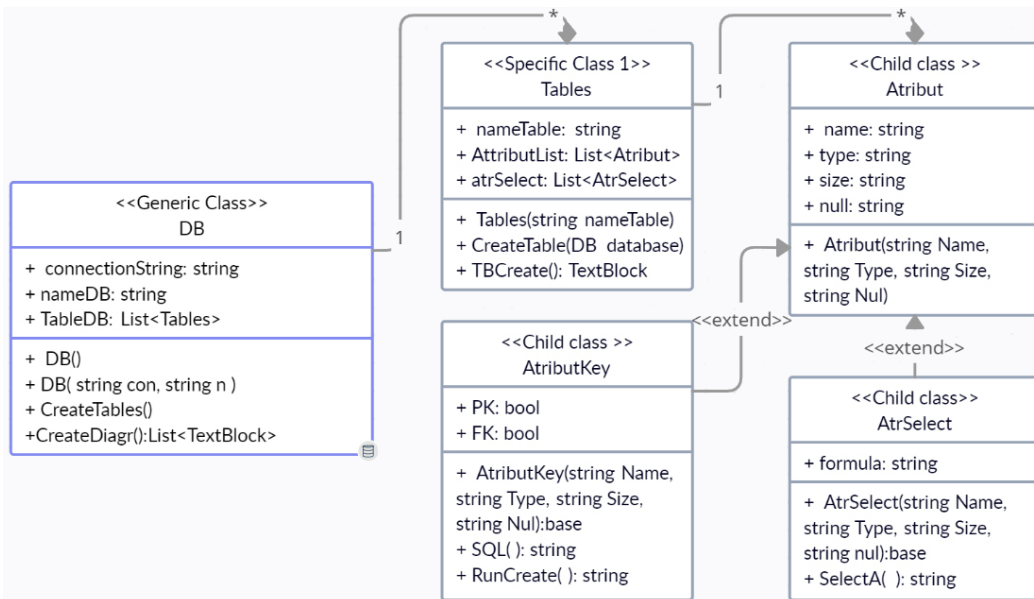 <<Generic Class>>
DB
+ connectionString: string
+ nameDB: string
+ TableDB: List<Tables>
+ DB()
+ DB( string con, string n )
+ CreateTables()
+CreateDiagr():List<TextBlock>
1
*
<<Specific Class 1>>
Tables
+ nameTable: string
+ AttributList: List<Atribut>
+ atrSelect: List<AtrSelect>
+ Tables(string nameTable)
+ CreateTable(DB database)
+ TBCreate(): TextBlock
1
*
<<Child class >>
Atribut
+ name: string
+ type: string
+ size: string
+ null: string
+ Atribut(string Name,
string Type, string Size,
string Nul)
<<extend>>
<<Child class >>
AtributKey
+ PK: bool
+ FK: bool
+ AtributKey(string Name,
string Type, string Size,
string Nul):base
+ SQL( ): string
+ RunCreate( ): string
<<extend>>
<<Child class>>
AtrSelect
+ formula: string
+ AtrSelect(string Name,
string Type, string Size,
string nul):base
+ SelectA( ): string